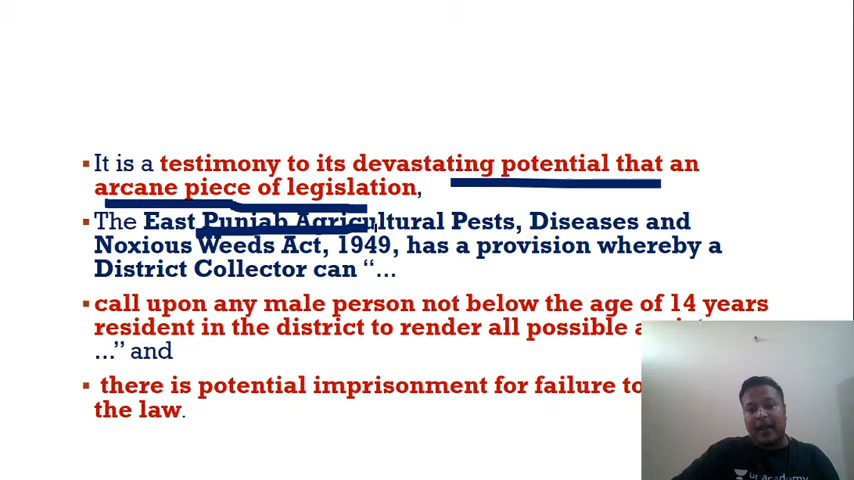 ▪It is a testimony to its devastating potential that an
arcane piece of legislation,
▪The East Punjab Agricultural Pests, Diseases and
Noxious Weeds Act, 1949, has a provision whereby a
District Collector can “...
▪call upon any male person not below the age of 14 years
resident in the district to render all possible
...” and
▪ there is potential imprisonment for failure to
the law.
academy